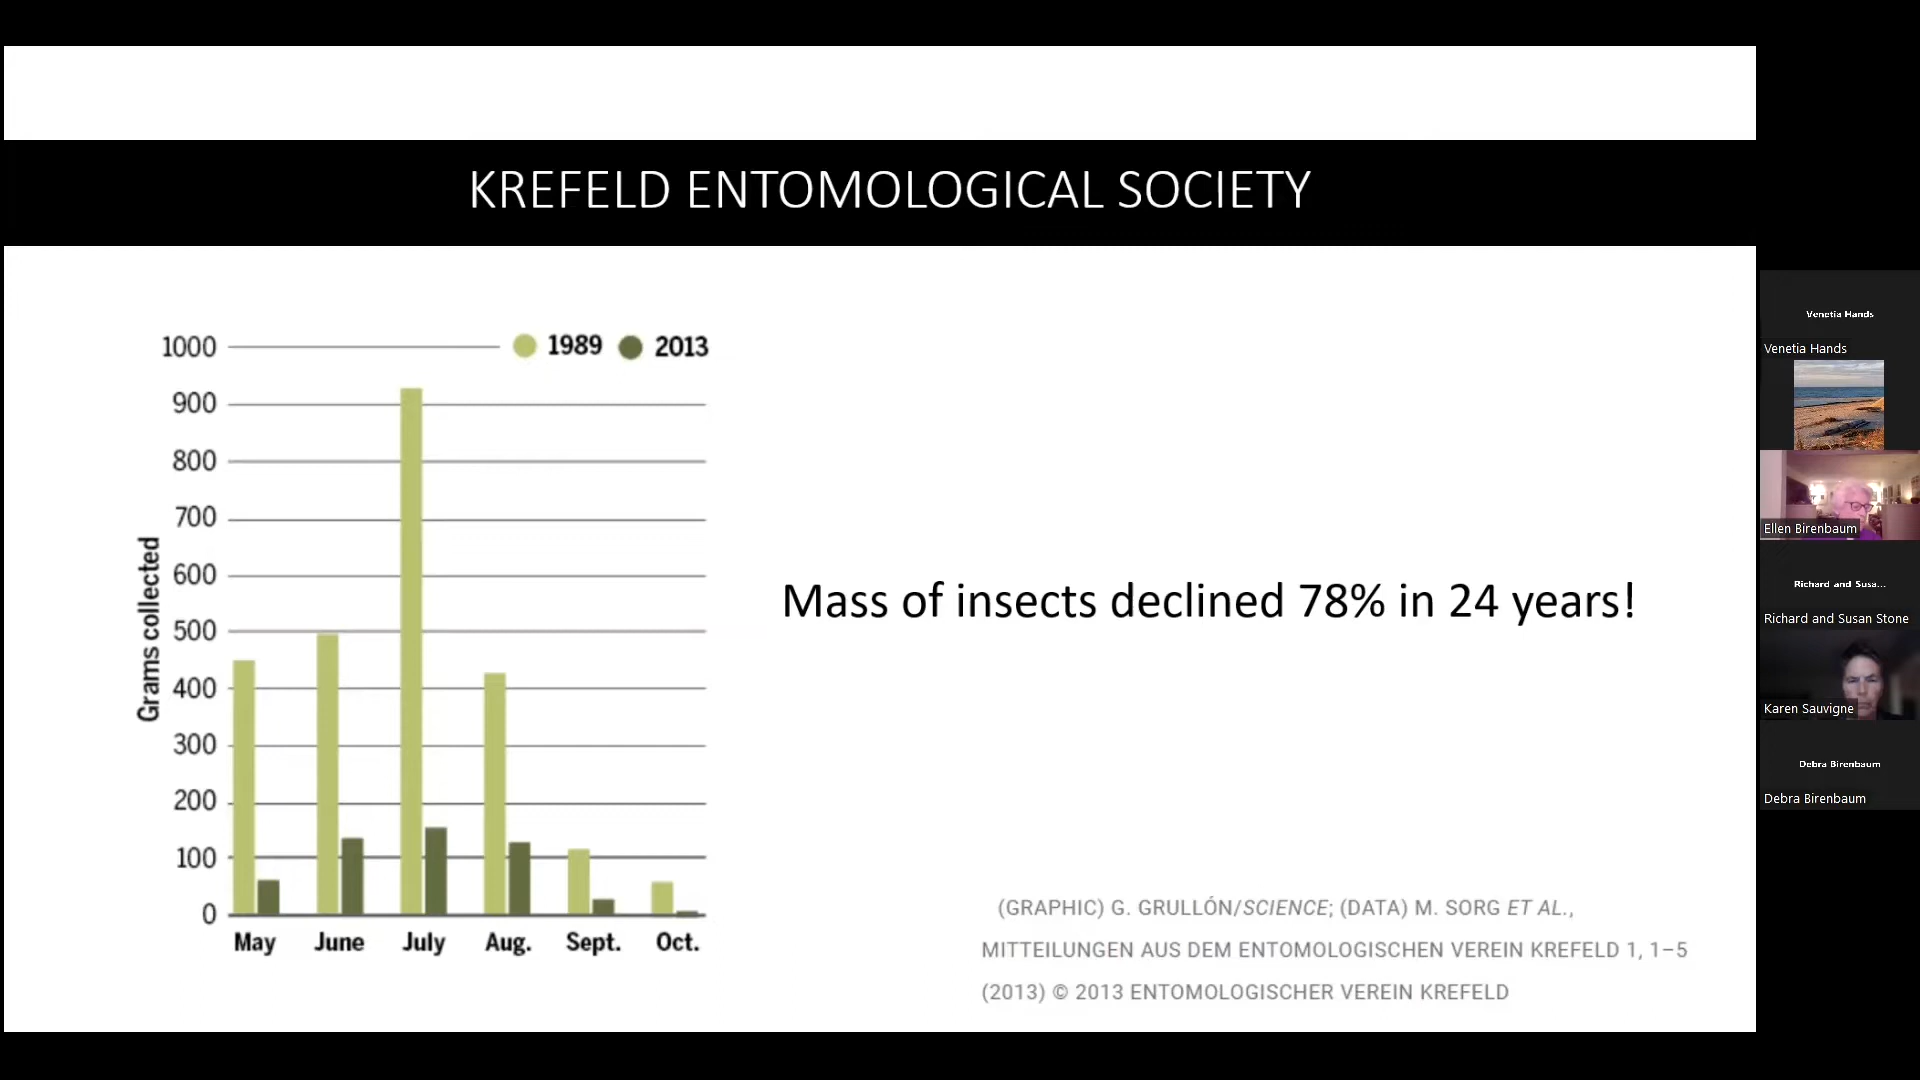 KREFELD ENTOMOLOGICAL SOCIETY
1000
1989 2013
900
800
700
600
500
400
300
200
100
0
Grams collected
May June July Aug. Sept. Oct.
Mass of insects declined 78% in 24 years!
(GRAPHIC) G. GRULLÓN/SCIENCE; (DATA) M. SORG ET AL.,
MITTEILUNGEN AUS DEM ENTOMOLOGISCHEN VEREIN KREFELD 1, 1–5
(2013) © 2013 ENTOMOLOGISCHER VEREIN KREFELD
Venetia Hands
Venetia Hands
Ellen Birenbaum
Richard and Susa...
Richard and Susan Stone
Karen Sauvigne
Debra Birenbaum
Debra Birenbaum